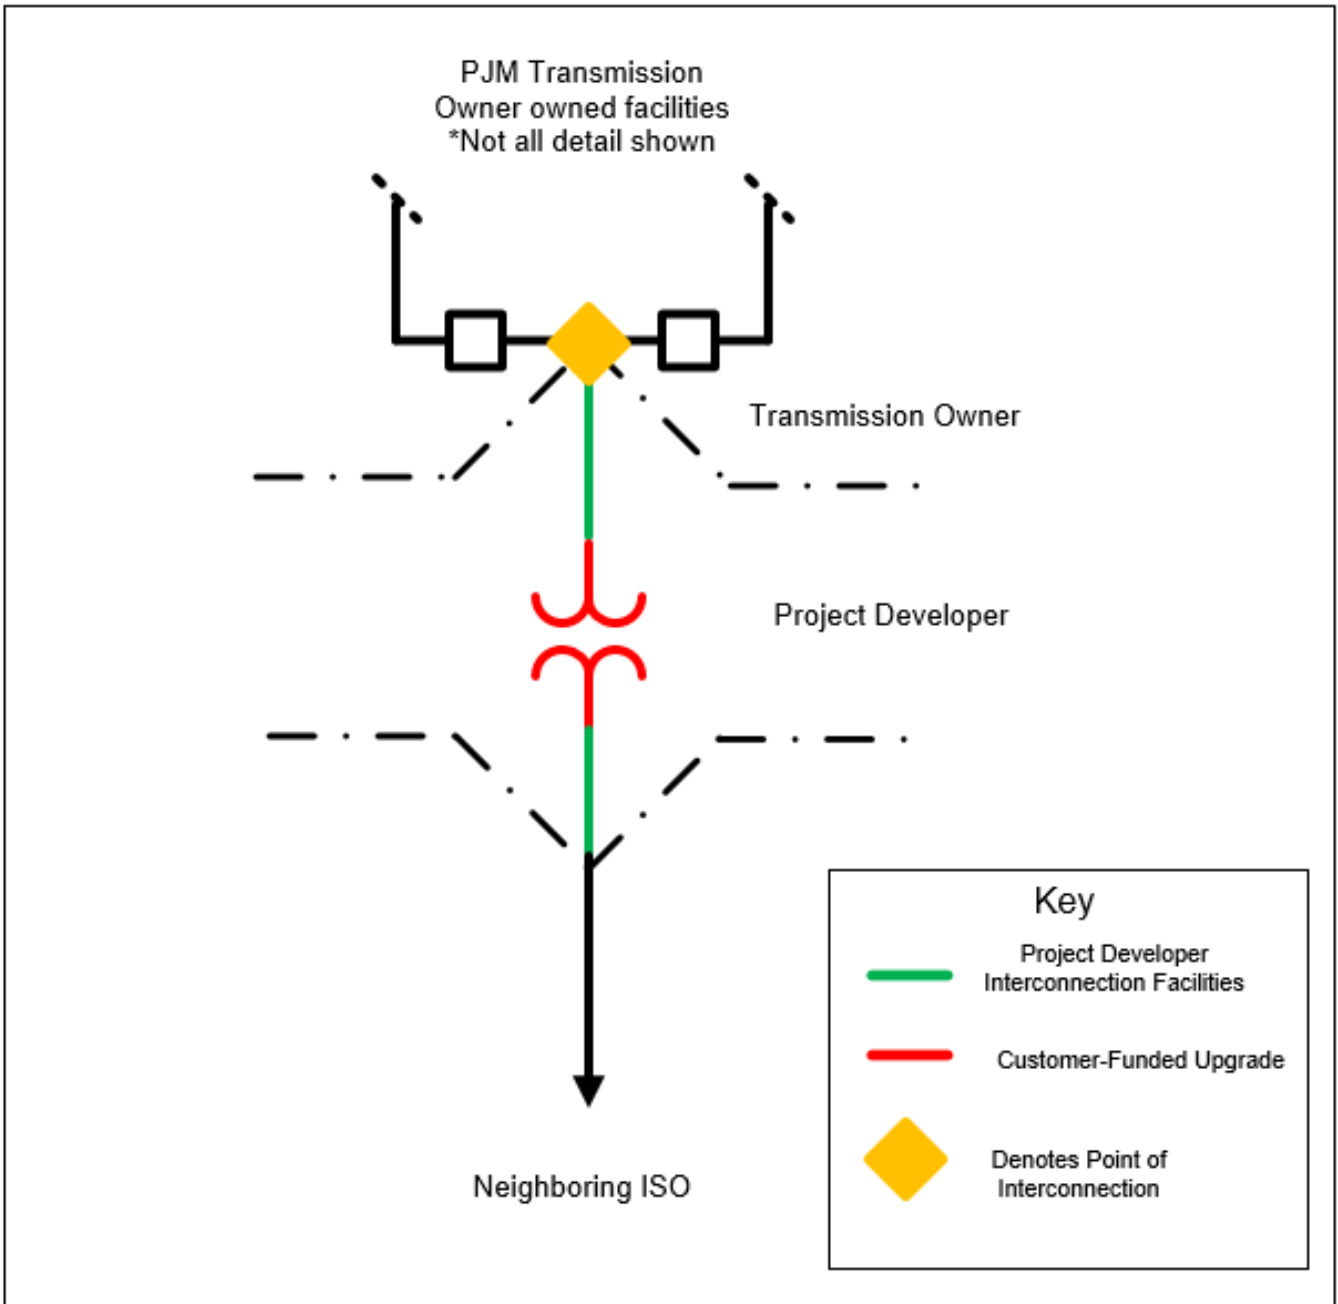 PJM Transmission
Owner owned facilities
*Not all detail shown
Transmission Owner
Project Developer
Neighboring ISO
Key
Project Developer
Interconnection Facilities
Customer-Funded Upgrade
Denotes Point of
Interconnection